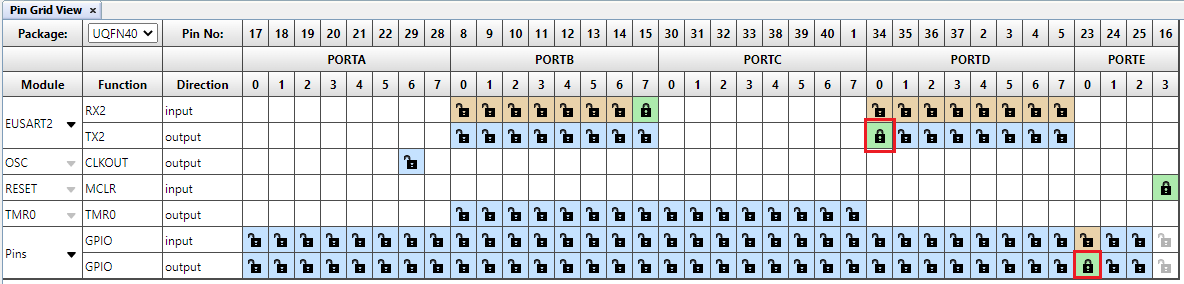 Pin Grid View ×
Package: UQFN40 Pin No: 17 18 19 20 21 22 29 28 8 9 10 11 12 13 14 15 30 31 32 33 38 39 40 1 34 35 36 37 2 3 4 5 23 24 25 16
PORTA PORTB PORTC PORTD PORTE
Module Function Direction 0 1 2 3 4 5 6 7 0 1 2 3 4 5 6 7 0 1 2 3 4 5 6 7 0 1 2 3 4 5 6 7 0 1 2 3
EUSART2 RX2 input
TX2 output
OSC CLKOUT output
RESET MCLR input
TMR0 TMR0 output
Pins GPIO input
GPIO output